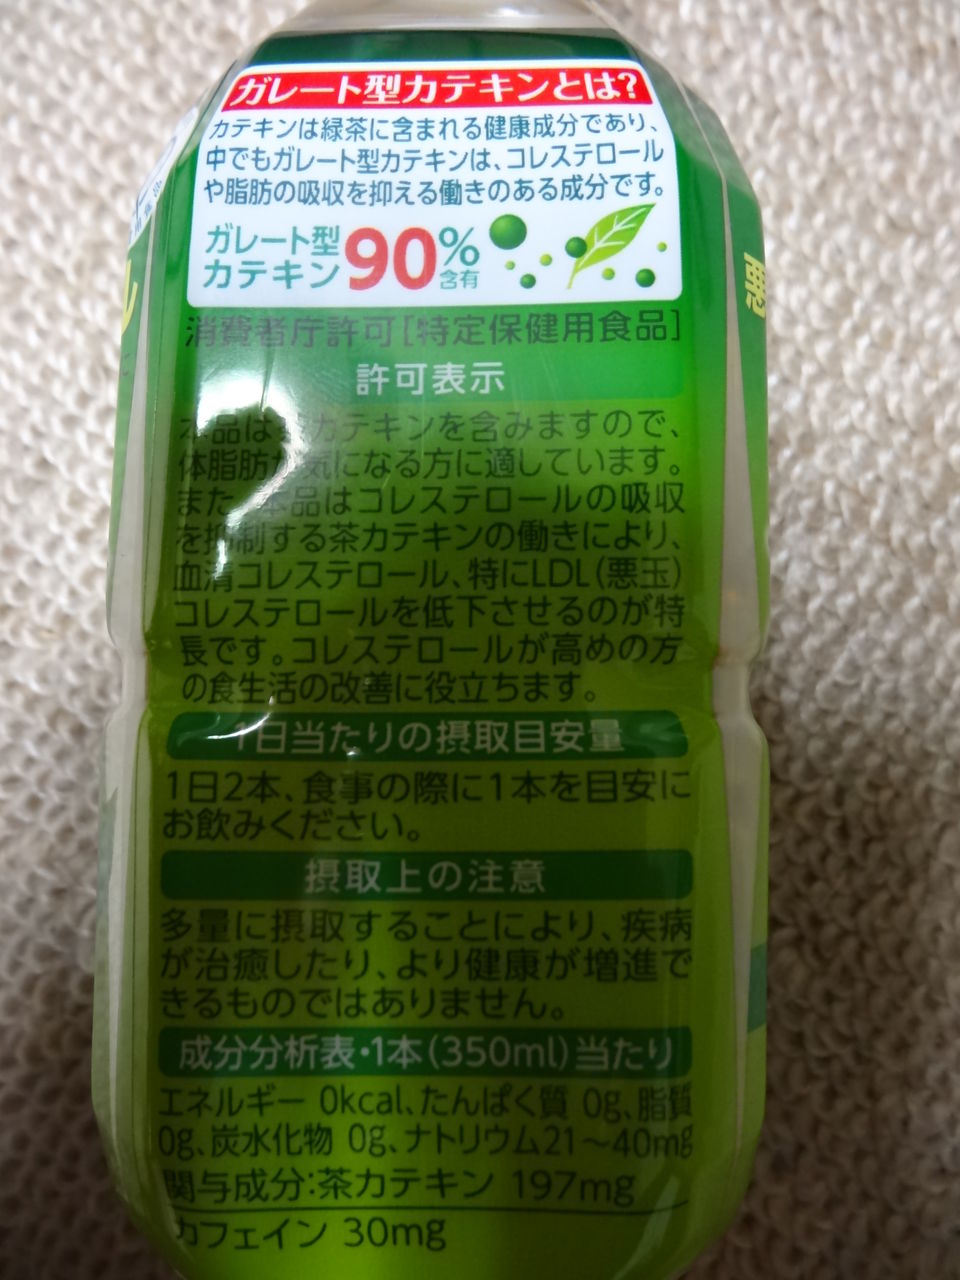 ガレート型カテキンとは?
カテキンは緑茶に含まれる健康成分であり、
中でもガレート型カテキンは、コレステロール
や脂肪の吸収を抑える働きのある成分です。
ガレート型
カテキン90%
含有
消費者庁許可[特定保健用食品]
許可表示
本品は茶カテキンを含みますので、
体脂肪が気になる方に適しています。
また、本品はコレステロールの吸収
を抑制する茶カテキンの働きにより、
血清コレステロール、特にLDL(悪玉)
コレステロールを低下させるのが特
長です。コレステロールが高めの方
の食生活の改善に役立ちます。
1日当たりの摂取目安量
1日2本、食事の際に1本を目安に
お飲みください。
摂取上の注意
多量に摂取することにより、疾病
が治癒したり、より健康が増進で
きるものではありません。
成分分析表・1本(350ml)当たり
エネルギー 0kcal、たんぱく質 0g、脂質
0g、炭水化物 0g、ナトリウム21～40mg
関与成分:茶カテキン 197mg
カフェイン 30mg
ル
悪